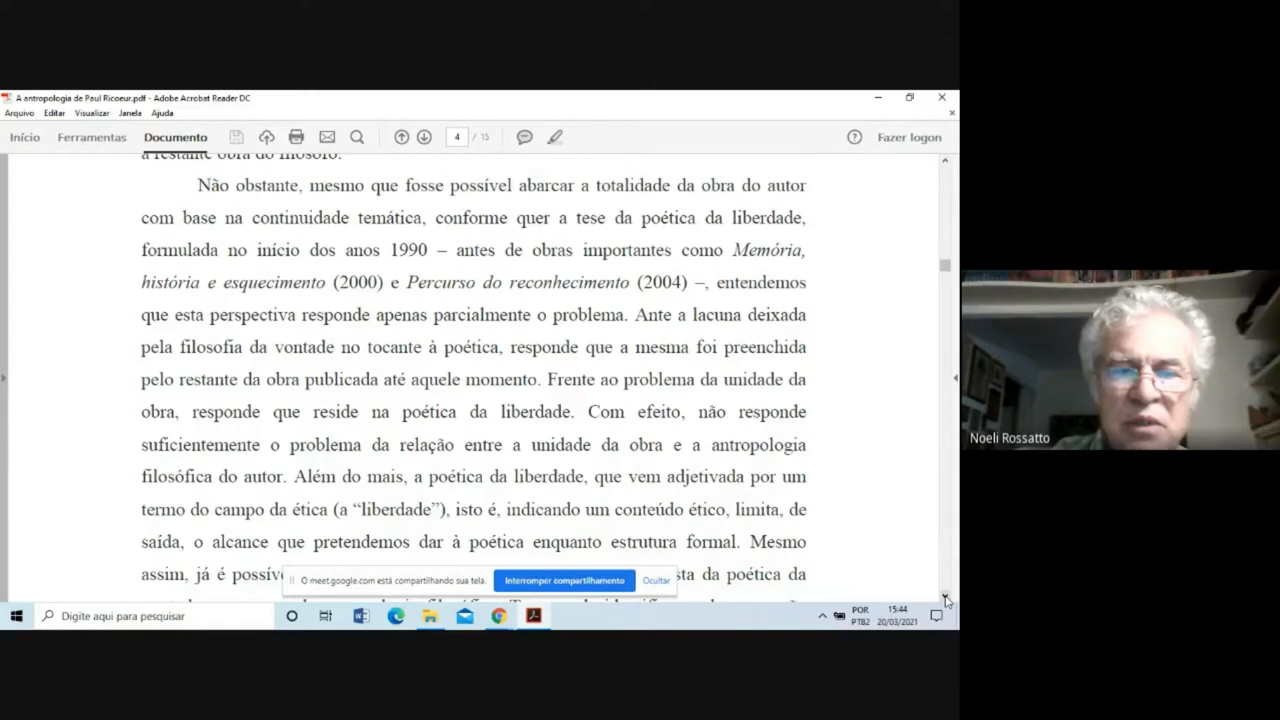 A antropologia de Paul Ricoeur.pdf - Adobe Acrobat Reader DC
Arquivo Editar Visualizar Janela Ajuda
Início Ferramentas Documento 4 / 15 Fazer logon
a restante obra do filósofo.
Não obstante, mesmo que fosse possível abarcar a totalidade da obra do autor
com base na continuidade temática, conforme quer a tese da poética da liberdade,
formulada no início dos anos 1990 – antes de obras importantes como Memória,
história e esquecimento (2000) e Percurso do reconhecimento (2004) –, entendemos
que esta perspectiva responde apenas parcialmente o problema. Ante a lacuna deixada
pela filosofia da vontade no tocante à poética, responde que a mesma foi preenchida
pelo restante da obra publicada até aquele momento. Frente ao problema da unidade da
obra, responde que reside na poética da liberdade. Com efeito, não responde
suficientemente o problema da relação entre a unidade da obra e a antropologia
filosófica do autor. Além do mais, a poética da liberdade, que vem adjetivada por um
termo do campo da ética (a “liberdade”), isto é, indicando um conteúdo ético, limita, de
saída, o alcance que pretendemos dar à poética enquanto estrutura formal. Mesmo
assim, já é possív sta da poética da
O meet.google.com está compartilhando sua tela. Interromper compartilhamento Ocultar
Noeli Rossatto
Digite aqui para pesquisar
POR
PTB2
15:44
20/03/2021